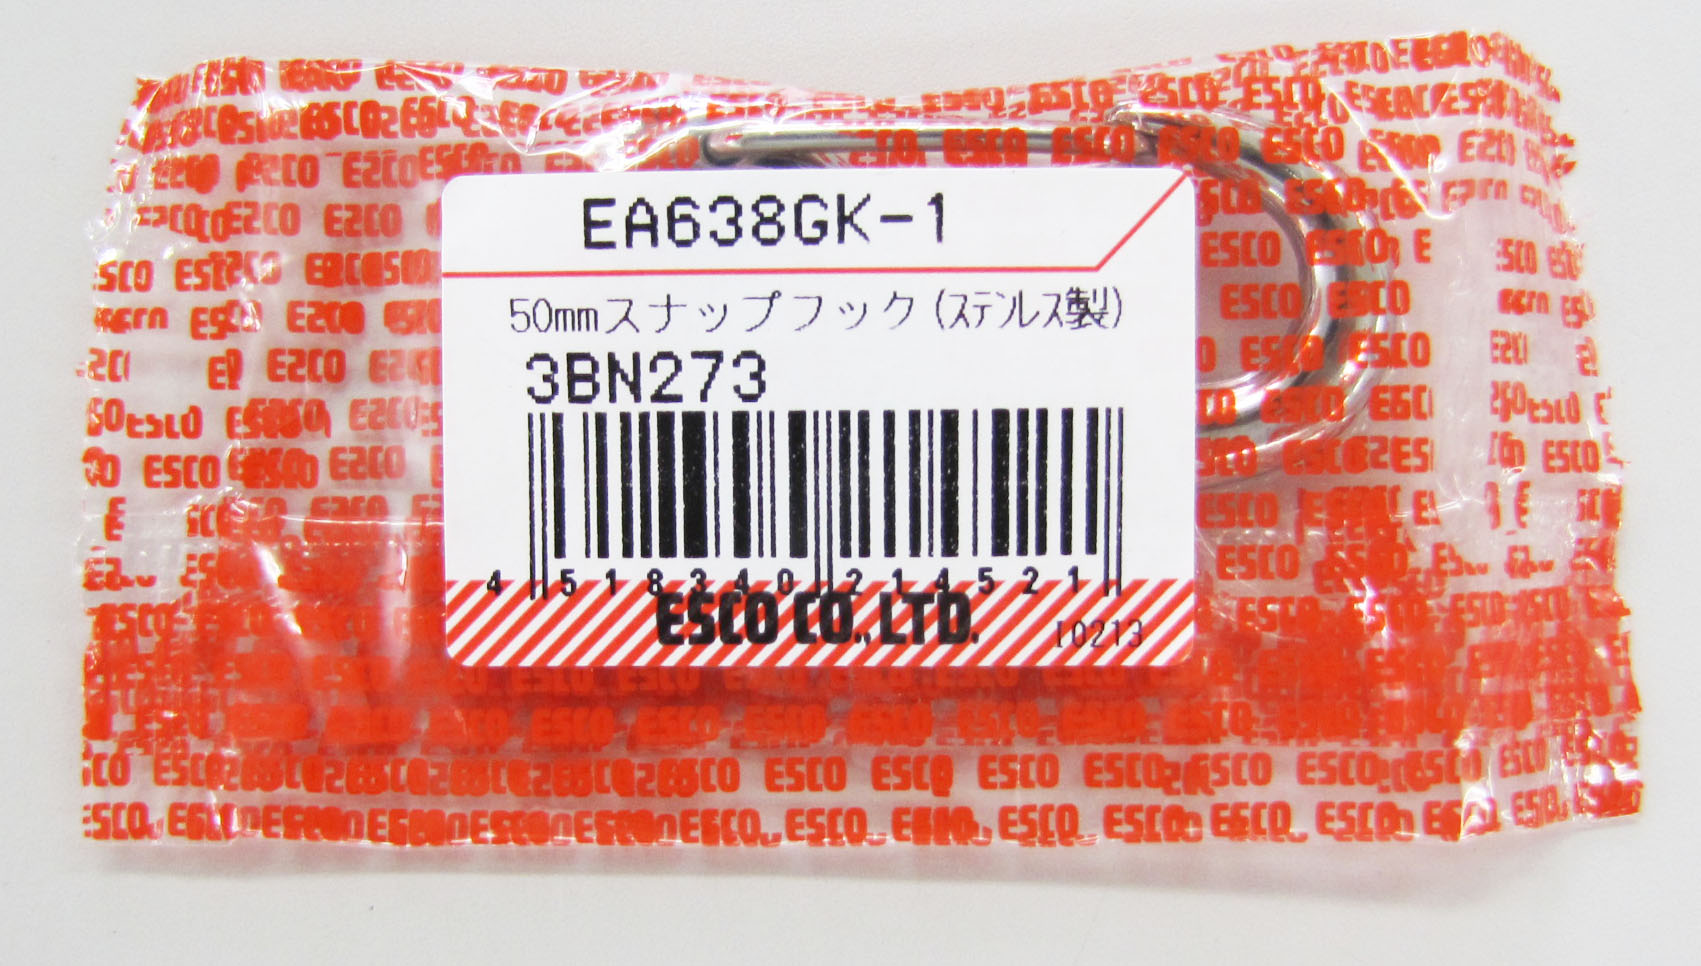 EA638GK-1
50mmスナップフック(ステンレス製)
3BN273
4 518340 214521
ESCO CO.,LTD.
I0213